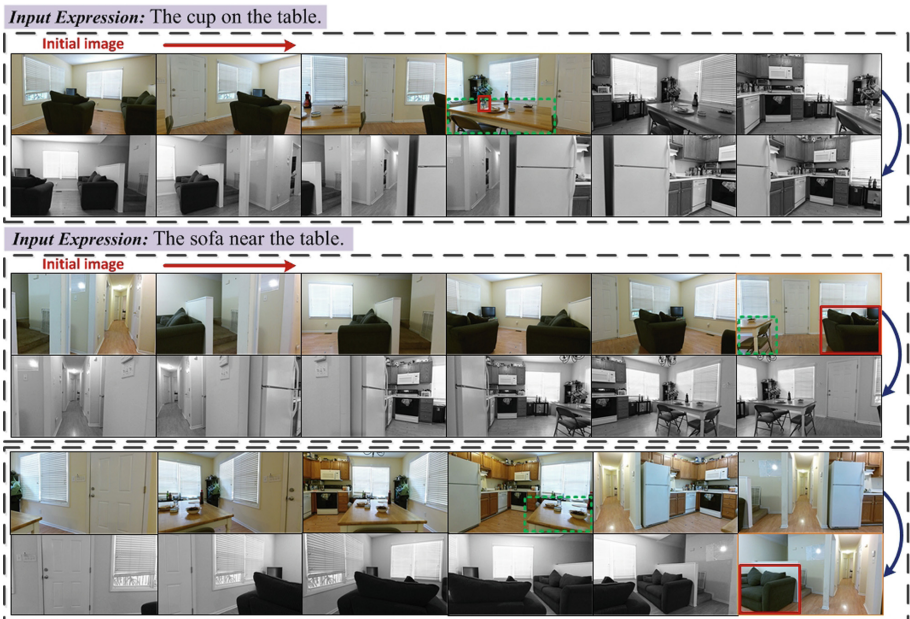 Input Expression: The cup on the table.
Initial image
Input Expression: The sofa near the table.
Initial image